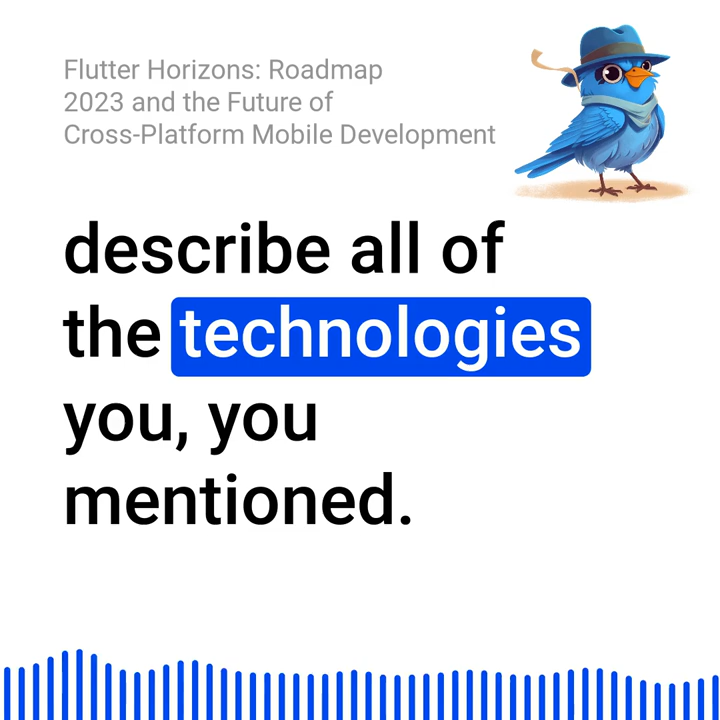 Flutter Horizons: Roadmap
2023 and the Future of
Cross-Platform Mobile Development
describe all of
the technologies
you, you
mentioned.